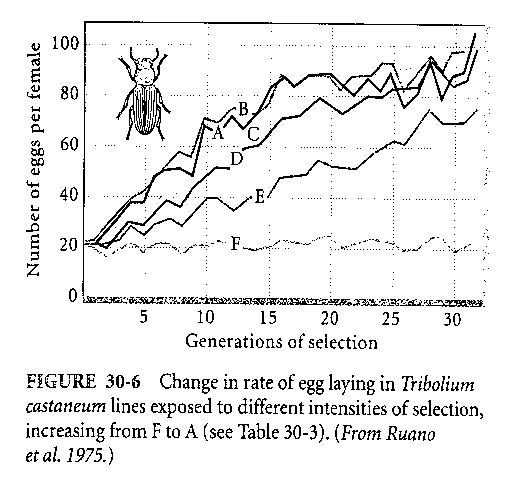 Number of eggs per female
100
80
60
40
20
0
A
B
C
D
E
F
5
10
15
20
25
30
Generations of selection
FIGURE 30-6 Change in rate of egg laying in Tribolium
castaneum lines exposed to different intensities of selection,
increasing from F to A (see Table 30-3). (From Ruano
et al. 1975.)